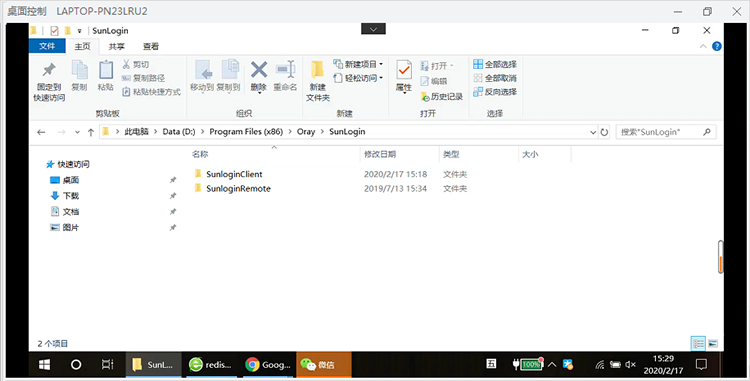 桌面控制 LAPTOP-PN23LRU2
SunLogin
文件 主页 共享 查看
固定到快速访问
复制
粘贴
剪切
复制路径
粘贴快捷方式
剪贴板
移动到
复制到
删除
重命名
组织
新建文件夹
新建项目
轻松访问
新建
属性
打开
编辑
历史记录
打开
全部选择
全部取消
反向选择
选择
此电脑 > Data (D:) > Program Files (x86) > Oray > SunLogin
搜索"SunLogin"
名称 修改日期 类型 大小
快速访问
桌面
下载
文档
图片
SunloginClient 2020/2/17 15:18 文件夹
SunloginRemote 2019/7/13 15:34 文件夹
2 个项目
SunL...
redis...
Goog...
微信
五
100%
15:29
2020/2/17